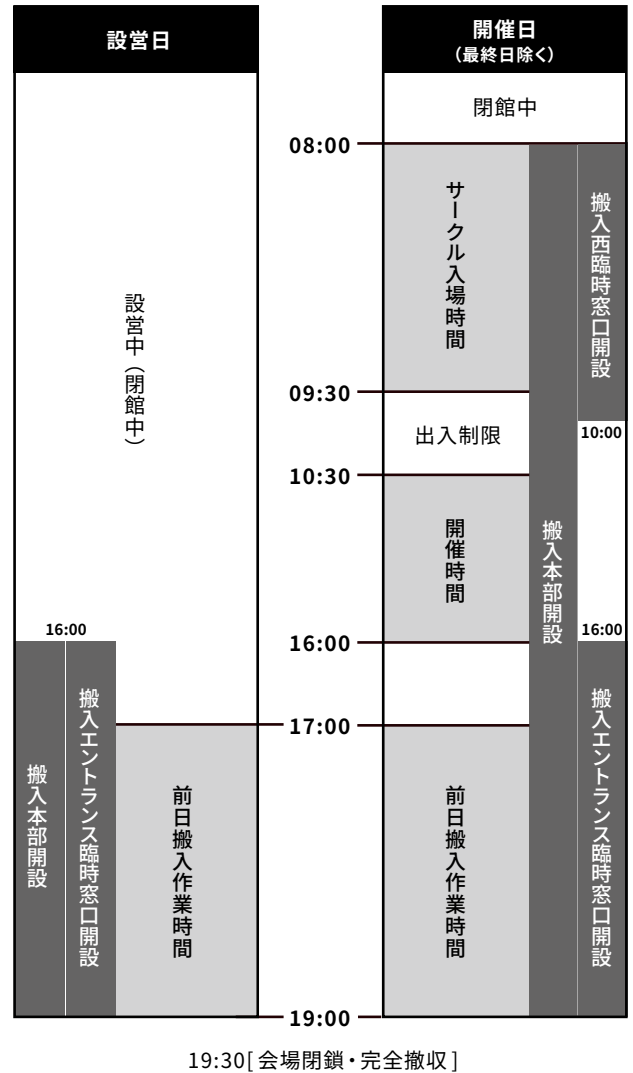 設営日
設営中（閉館中）
16:00
搬入本部開設
搬入エントランス臨時窓口開設
前日搬入作業時間
08:00
09:30
10:30
16:00
17:00
19:00
開催日
（最終日除く）
閉館中
サークル入場時間
出入制限
開催時間
前日搬入作業時間
搬入本部開設
搬入西臨時窓口開設
10:00
16:00
搬入エントランス臨時窓口開設
19:30[ 会場閉鎖・完全撤収 ]